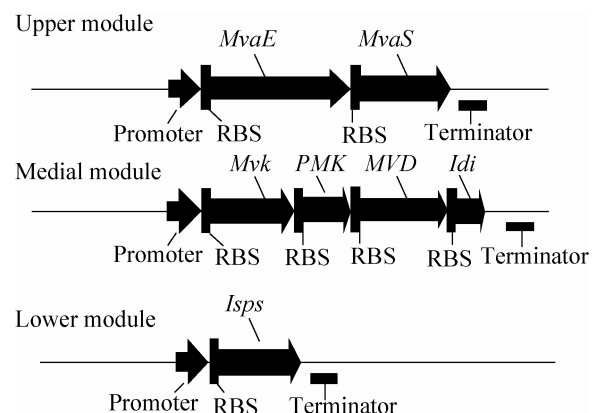 Upper module
MvaE MvaS
Promoter RBS RBS Terminator
Medial module
Mvk PMK MVD Idi
Promoter RBS RBS RBS RBS Terminator
Lower module
Isps
Promoter RBS Terminator